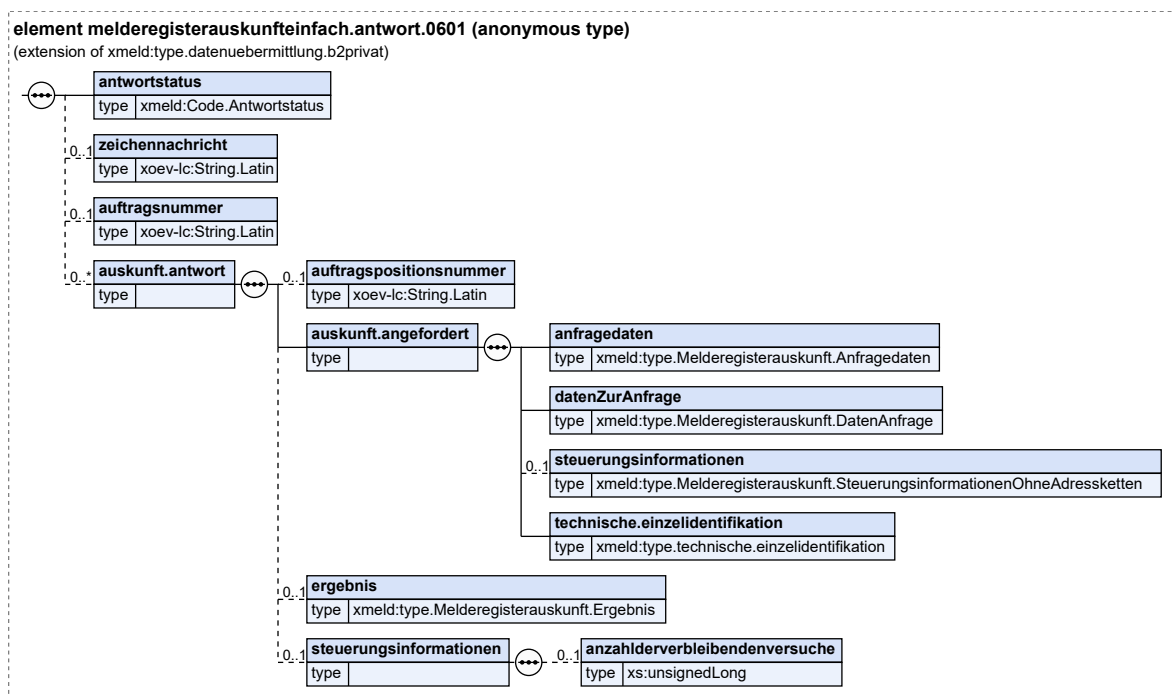 element melderegisterauskunfteinfach.antwort.0601 (anonymous type)
(extension of xmeld:type.datenuebermittlung.b2privat)
antwortstatus
type xmeld:Code.Antwortstatus
0..1 zeichennachricht
type xoev-lc:String.Latin
0..1 auftragsnummer
type xoev-lc:String.Latin
0..* auskunft.antwort
type
0..1 auftragspositionsnummer
type xoev-lc:String.Latin
auskunft.angefordert
type
anfragedaten
type xmeld:type.Melderegisterauskunft.Anfragedaten
datenZurAnfrage
type xmeld:type.Melderegisterauskunft.DatenAnfrage
0..1 steuerungsinformationen
type xmeld:type.Melderegisterauskunft.SteuerungsinformationenOhneAdressketten
technische.einzelidentifikation
type xmeld:type.technische.einzelidentifikation
0..1 ergebnis
type xmeld:type.Melderegisterauskunft.Ergebnis
0..1 steuerungsinformationen
type
0..1 anzahlderverbleibendenversuche
type xs:unsignedLong